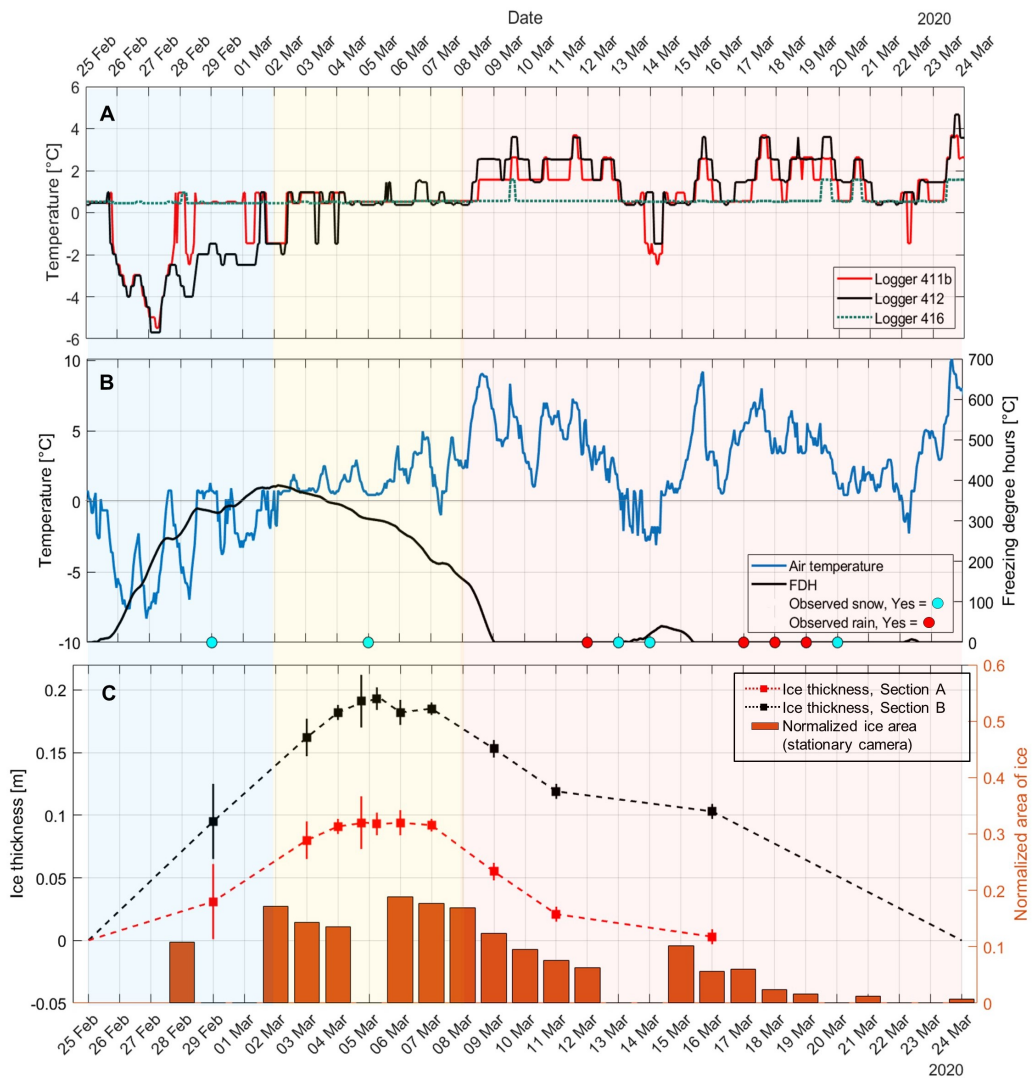 Date
2020
25 Feb 26 Feb 27 Feb 28 Feb 29 Feb 01 Mar 02 Mar 03 Mar 04 Mar 05 Mar 06 Mar 07 Mar 08 Mar 09 Mar 10 Mar 11 Mar 12 Mar 13 Mar 14 Mar 15 Mar 16 Mar 17 Mar 18 Mar 19 Mar 20 Mar 21 Mar 22 Mar 23 Mar 24 Mar
A
Temperature [°C]
6
4
2
0
-2
-4
-6
Logger 411b
Logger 412
Logger 416
B
Temperature [°C]
10
5
0
-5
-10
700
600
500
400
300
200
100
0
Freezing degree hours [°C]
Air temperature
FDH
Observed snow, Yes =
Observed rain, Yes =
C
Ice thickness [m]
0.2
0.15
0.1
0.05
0
-0.05
0.6
0.5
0.4
0.3
0.2
0.1
0
Normalized area of ice
Ice thickness, Section A
Ice thickness, Section B
Normalized ice area
(stationary camera)
25 Feb 26 Feb 27 Feb 28 Feb 29 Feb 01 Mar 02 Mar 03 Mar 04 Mar 05 Mar 06 Mar 07 Mar 08 Mar 09 Mar 10 Mar 11 Mar 12 Mar 13 Mar 14 Mar 15 Mar 16 Mar 17 Mar 18 Mar 19 Mar 20 Mar 21 Mar 22 Mar 23 Mar 24 Mar
2020